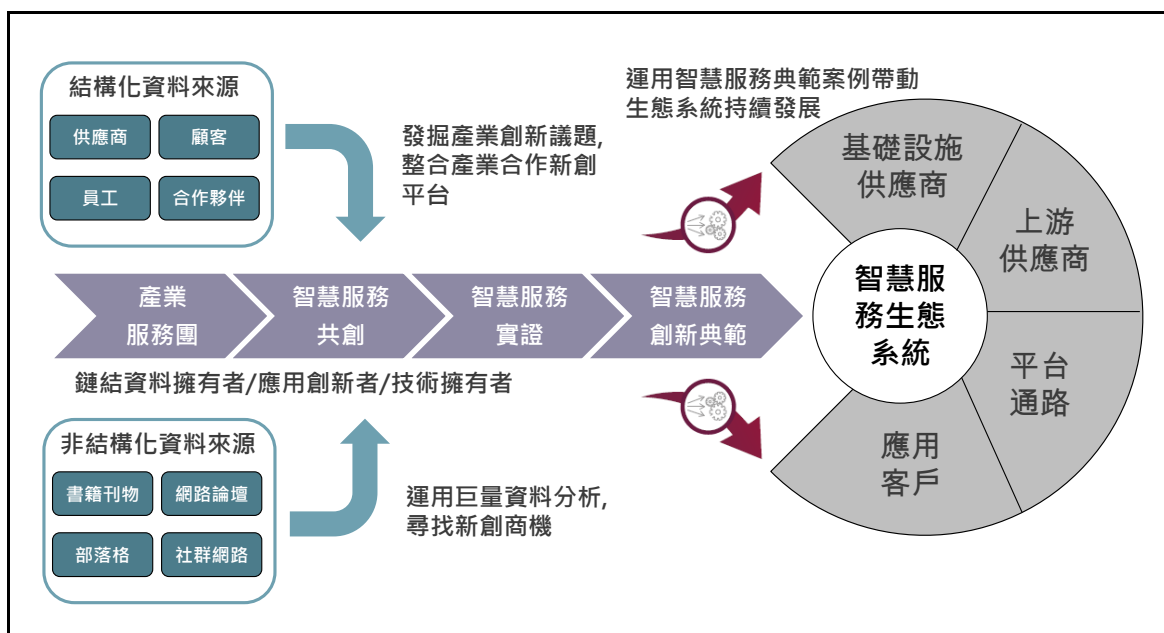 結構化資料來源
供應商
顧客
員工
合作夥伴
發掘產業創新議題,
整合產業合作新創
平台
運用智慧服務典範案例帶動
生態系統持續發展
產業
服務團
智慧服務
共創
智慧服務
實證
智慧服務
創新典範
鏈結資料擁有者/應用創新者/技術擁有者
非結構化資料來源
書籍刊物
網路論壇
部落格
社群網路
運用巨量資料分析,
尋找新創商機
基礎設施
供應商
上游
供應商
智慧服
務生態
系統
平台
通路
應用
客戶